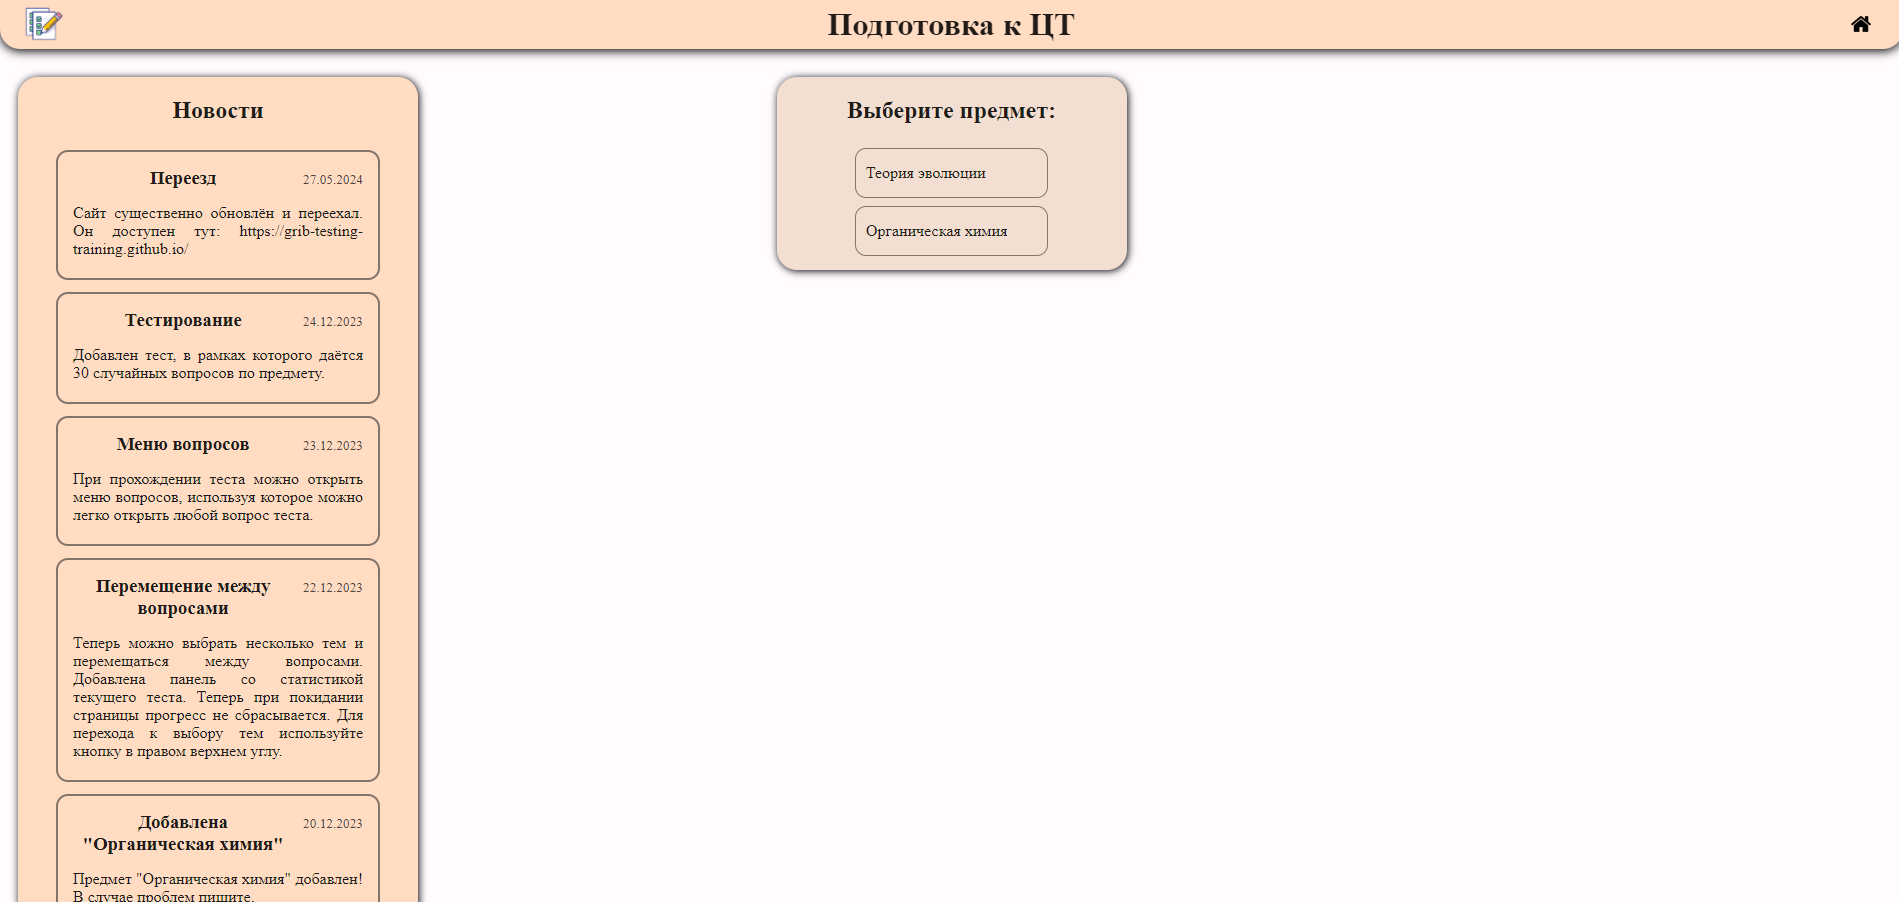 Подготовка к ЦТ
Новости
Переезд
27.05.2024
Сайт существенно обновлён и переехал.
Он доступен тут: https://grib-testing-
training.github.io/
Тестирование
24.12.2023
Добавлен тест, в рамках которого даётся
30 случайных вопросов по предмету.
Меню вопросов
23.12.2023
При прохождении теста можно открыть
меню вопросов, используя которое можно
легко открыть любой вопрос теста.
Перемещение между
вопросами
22.12.2023
Теперь можно выбрать несколько тем и
перемещаться между вопросами.
Добавлена панель со статистикой
текущего теста. Теперь при покидании
страницы прогресс не сбрасывается. Для
перехода к выбору тем используйте
кнопку в правом верхнем углу.
Добавлена
"Органическая химия"
20.12.2023
Предмет "Органическая химия" добавлен!
В случае проблем пишите.
Выберите предмет:
Теория эволюции
Органическая химия